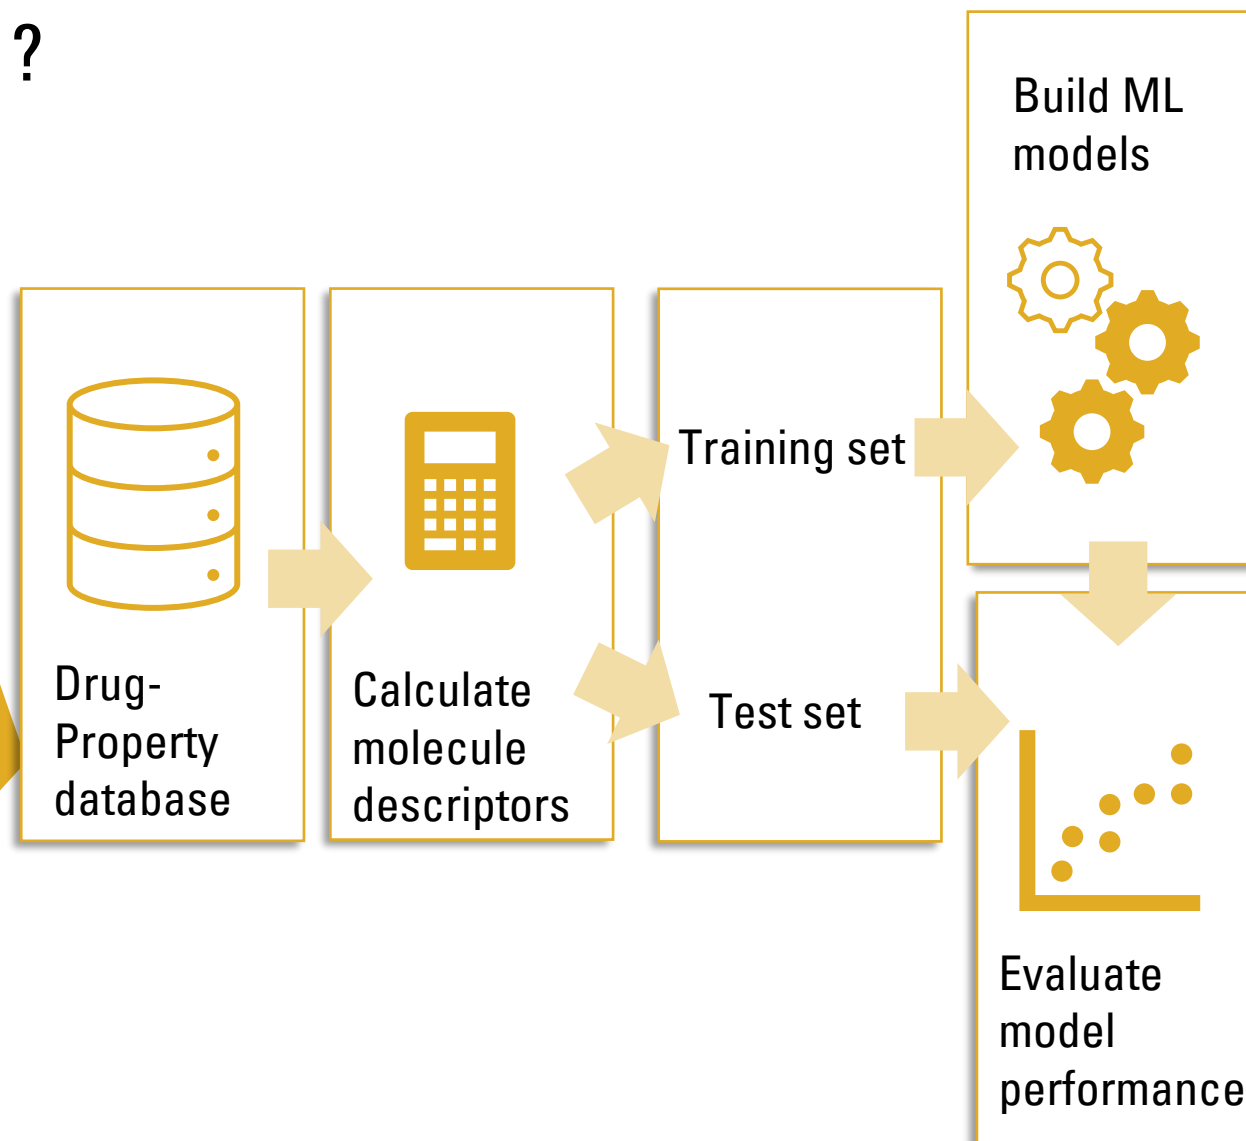 ?
Build ML
models
Drug-
Property
database
Calculate
molecule
descriptors
Training set
Test set
Evaluate
model
performance